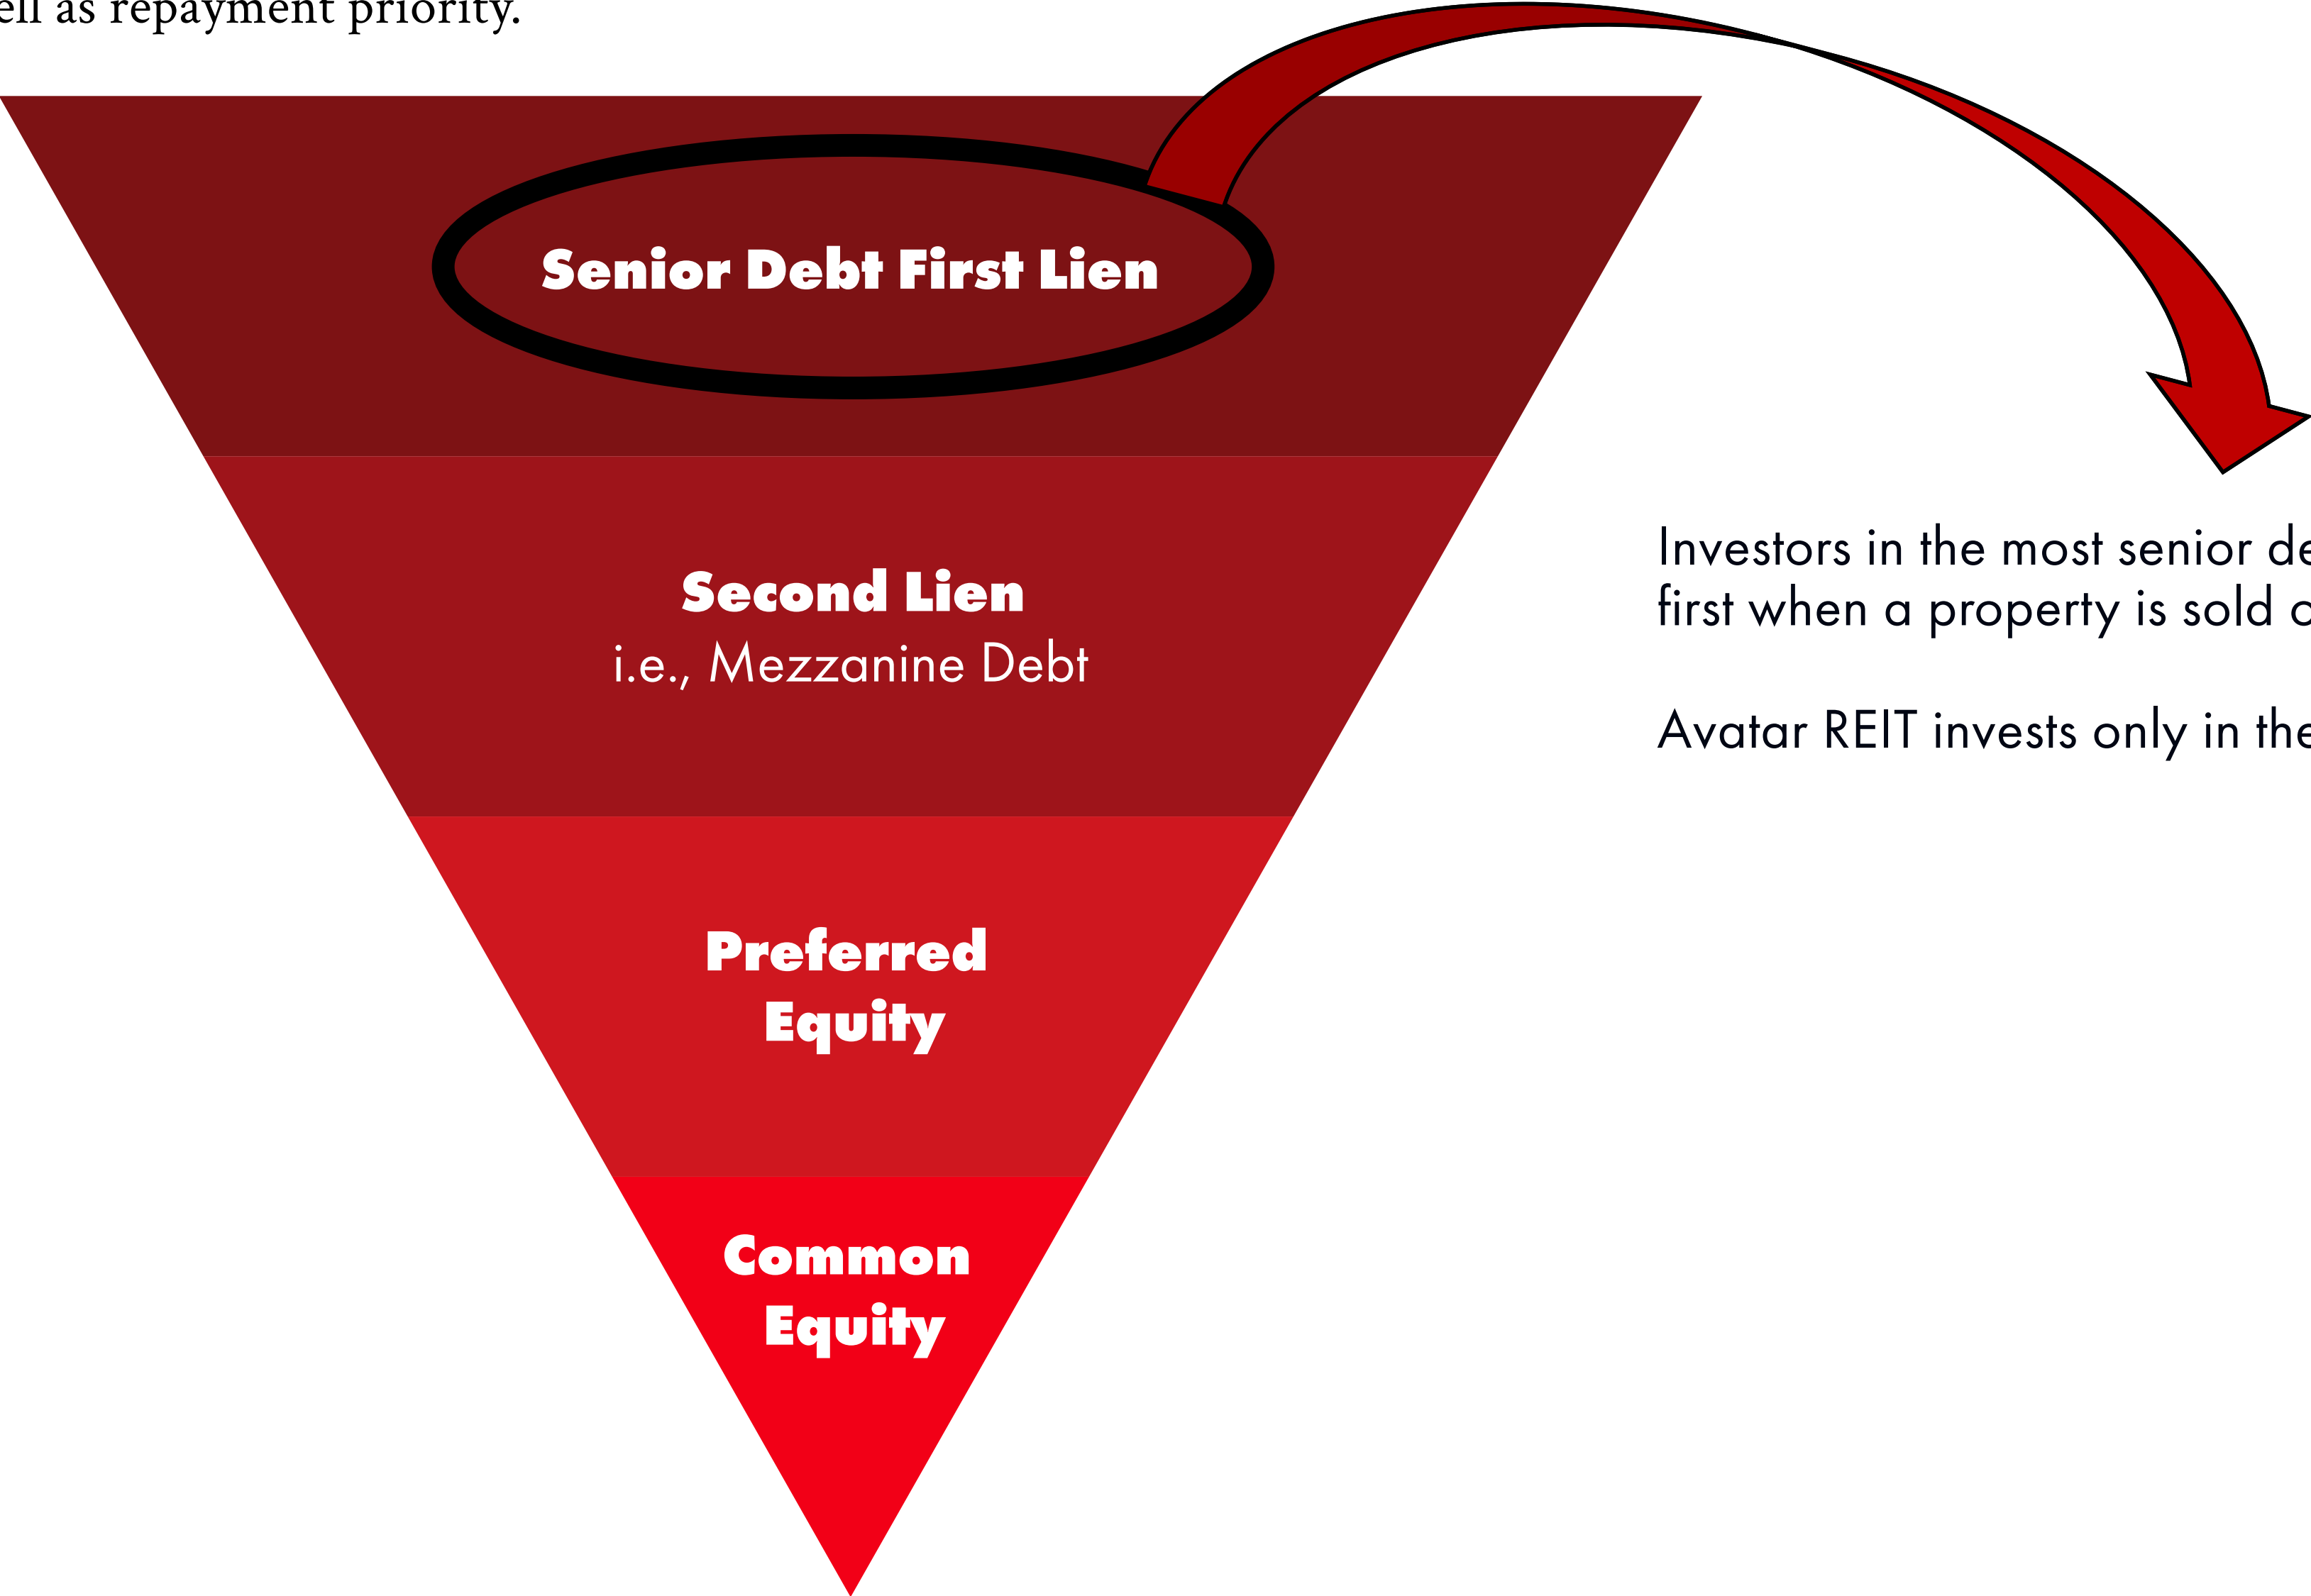 as repayment priority.
Senior Debt First Lien
Second Lien
i.e., Mezzanine Debt
Preferred
Equity
Common
Equity
Investors in the most senior
first when a property is sold
Avatar REIT invests only in